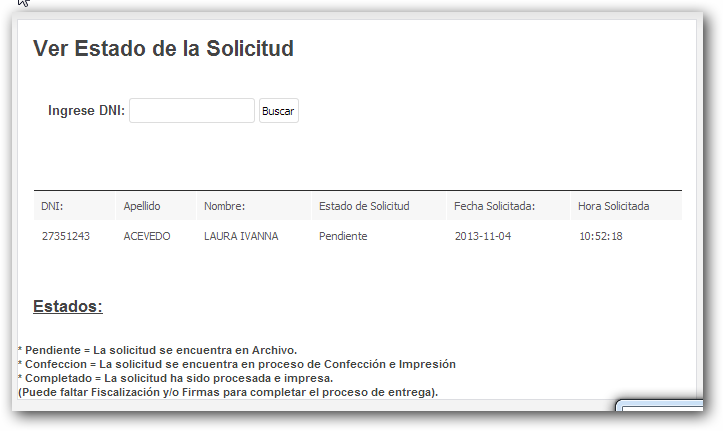 Ver Estado de la Solicitud
Ingrese DNI: Buscar
DNI: Apellido Nombre: Estado de Solicitud Fecha Solicitada: Hora Solicitada
27351243 ACEVEDO LAURA IVANNA Pendiente 2013-11-04 10:52:18
Estados:
* Pendiente = La solicitud se encuentra en Archivo.
* Confeccion = La solicitud se encuentra en proceso de Confección e Impresión
* Completado = La solicitud ha sido procesada e impresa.
(Puede faltar Fiscalización y/o Firmas para completar el proceso de entrega).